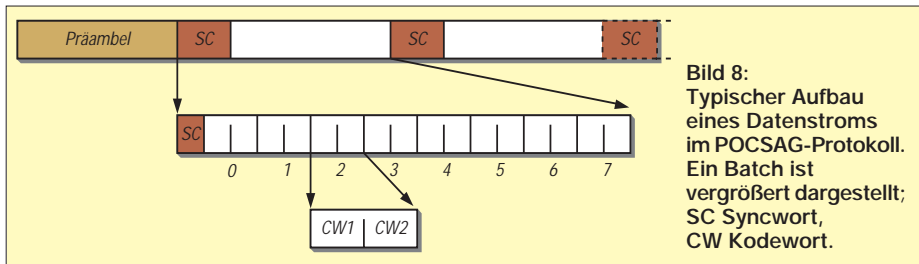 Präambel SC SC SC
SC
0 1 2 3 4 5 6 7
CW1 CW2
Bild 8:
Typischer Aufbau
eines Datenstroms
im POCSAG-Protokoll.
Ein Batch ist
vergrößert dargestellt;
SC Syncwort,
CW Kodewort.